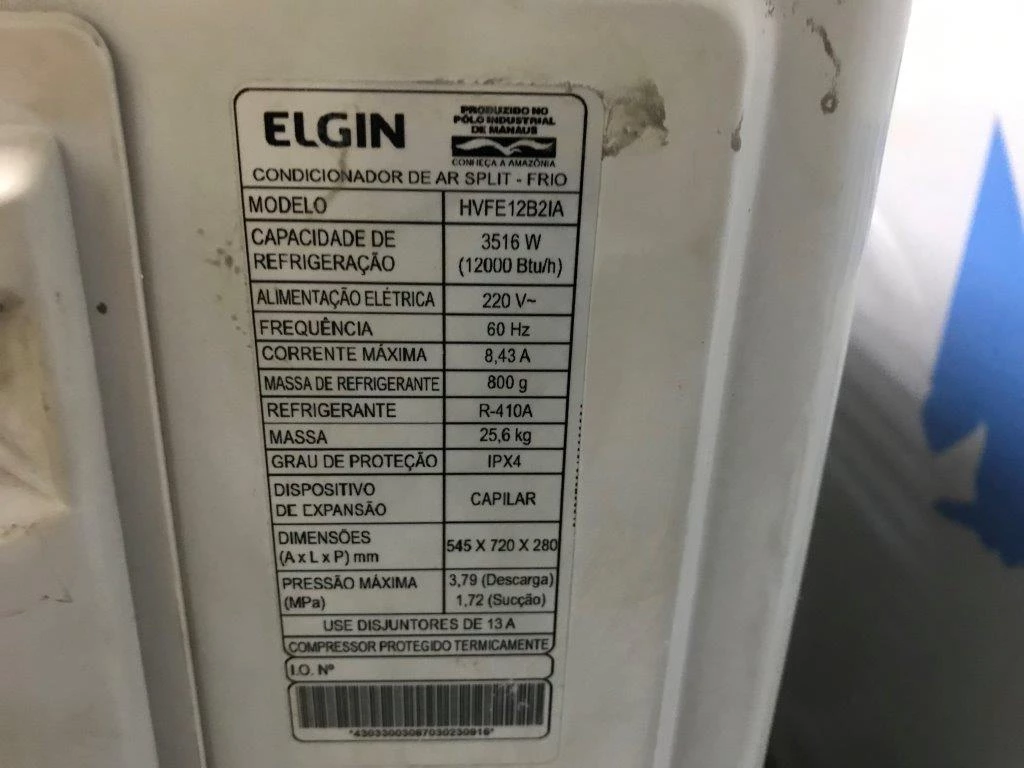 ELGIN
PRODUZIDO NO
PÓLO INDUSTRIAL
DE MANAUS
CONHEÇA A AMAZÔNIA
CONDICIONADOR DE AR SPLIT - FRIO
MODELO HVFE12B2IA
CAPACIDADE DE REFRIGERAÇÃO 3516 W (12000 Btu/h)
ALIMENTAÇÃO ELÉTRICA 220 V~
FREQUÊNCIA 60 Hz
CORRENTE MÁXIMA 8,43 A
MASSA DE REFRIGERANTE 800 g
REFRIGERANTE R-410A
MASSA 25,6 kg
GRAU DE PROTEÇÃO IPX4
DISPOSITIVO DE EXPANSÃO CAPILAR
DIMENSÕES (A x L x P) mm 545 X 720 X 280
PRESSÃO MÁXIMA (MPa) 3,79 (Descarga) 1,72 (Sucção)
USE DISJUNTORES DE 13 A
COMPRESSOR PROTEGIDO TERMICAMENTE
I.O. Nº